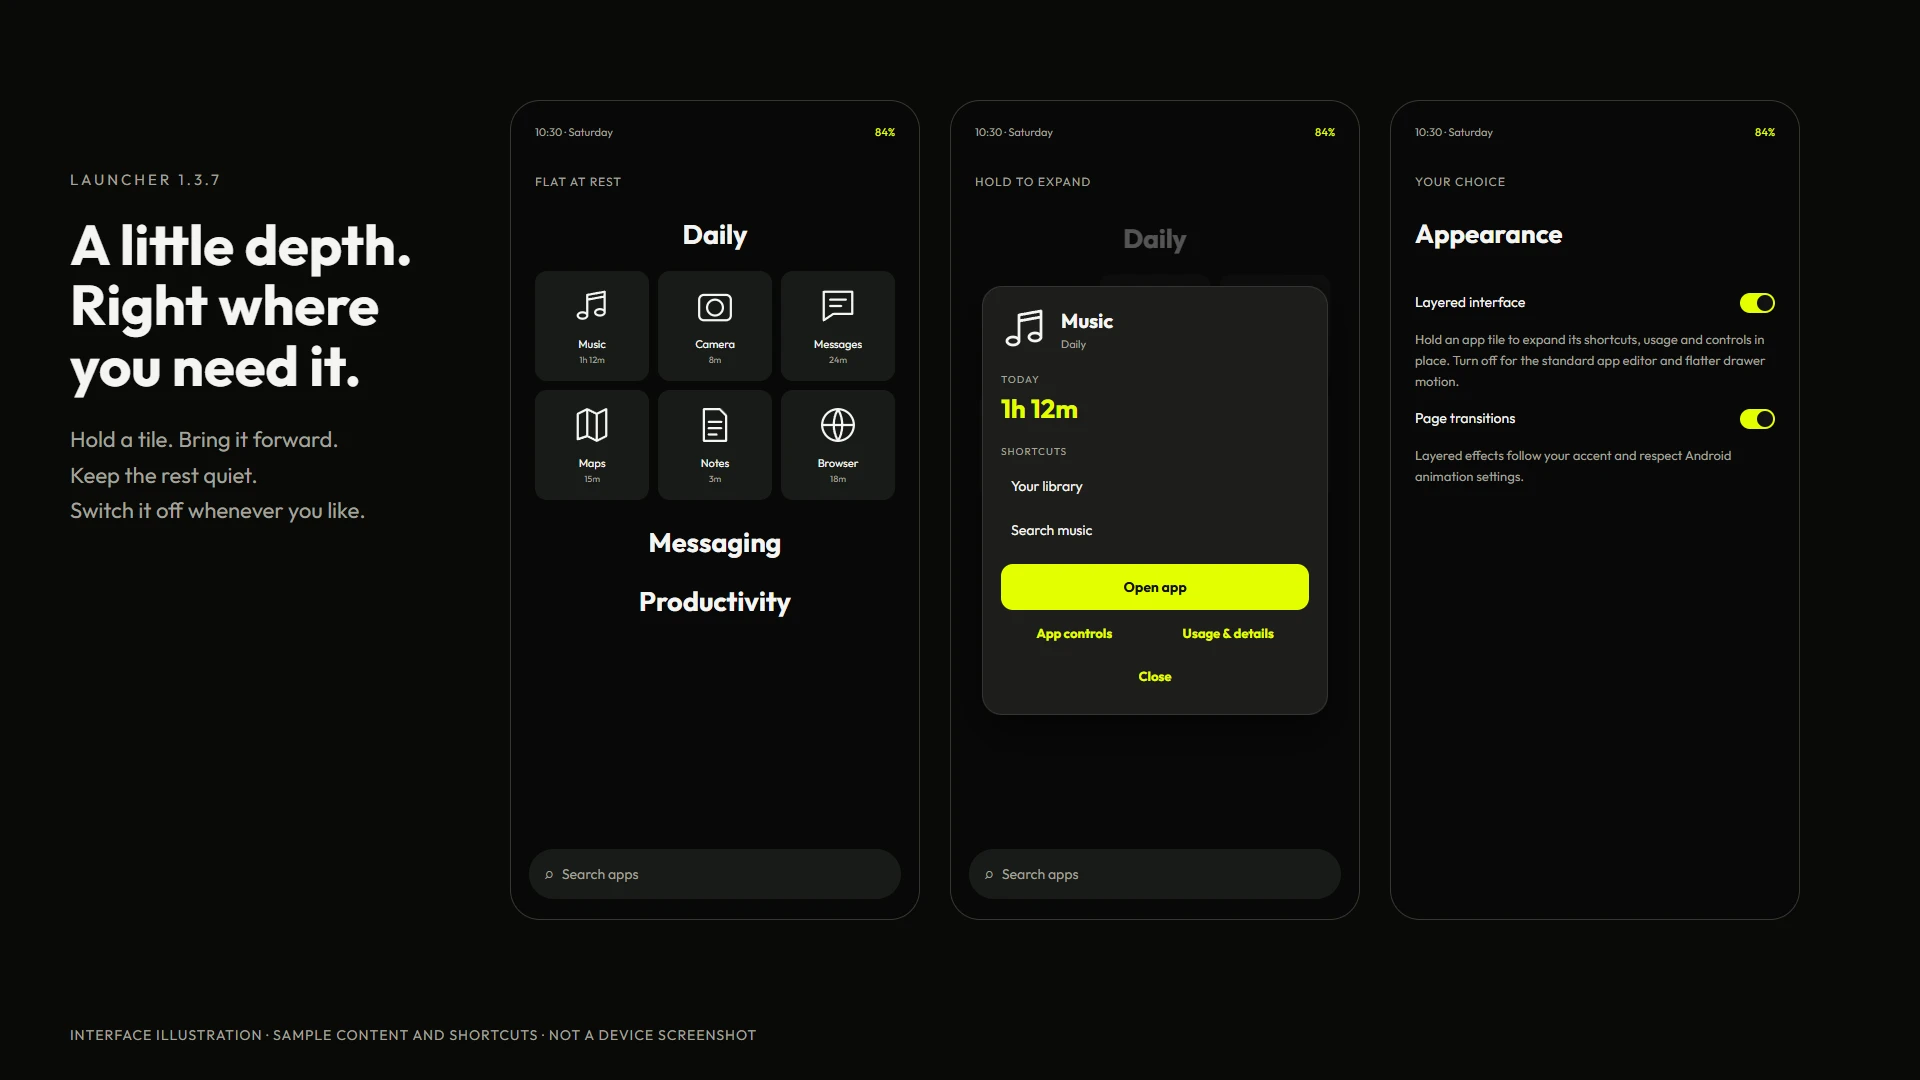 LAUNCHER 1.3.7
A little depth.
Right where
you need it.
Hold a tile. Bring it forward.
Keep the rest quiet.
Switch it off whenever you like.
10:30 · Saturday 84%
FLAT AT REST
Daily
Music Camera Messages
1h 12m 8m 24m
Maps Notes Browser
15m 3m 18m
Messaging
Productivity
Search apps
10:30 · Saturday 84%
HOLD TO EXPAND
Daily
Music
Daily
TODAY
1h 12m
SHORTCUTS
Your library
Search music
Open app
App controls Usage & details
Close
Search apps
10:30 · Saturday 84%
YOUR CHOICE
Appearance
Layered interface
Hold an app tile to expand its shortcuts, usage and controls in
place. Turn off for the standard app editor and flatter drawer
motion.
Page transitions
Layered effects follow your accent and respect Android
animation settings.
INTERFACE ILLUSTRATION · SAMPLE CONTENT AND SHORTCUTS · NOT A DEVICE SCREENSHOT